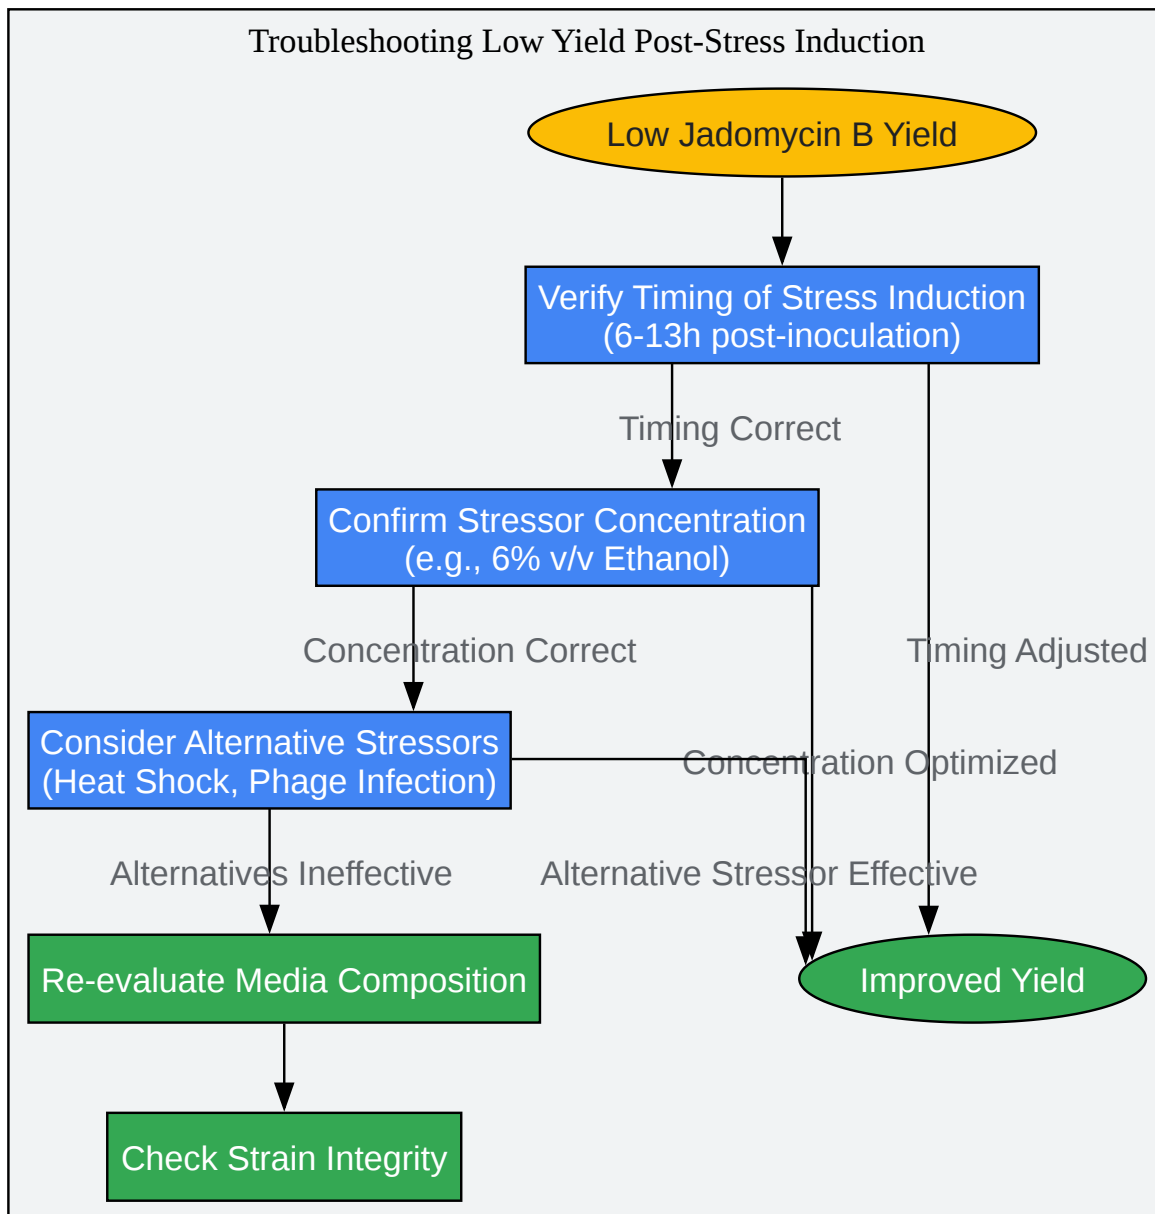 Troubleshooting Low Yield Post-Stress Induction
Low Jadomycin B Yield
Verify Timing of Stress Induction
(6-13h post-inoculation)
Timing Correct
Confirm Stressor Concentration
(e.g., 6% v/v Ethanol)
Concentration Correct
Timing Adjusted
Consider Alternative Stressors
(Heat Shock, Phage Infection)
Concentration Optimized
Alternatives Ineffective
Alternative Stressor Effective
Re-evaluate Media Composition
Improved Yield
Check Strain Integrity